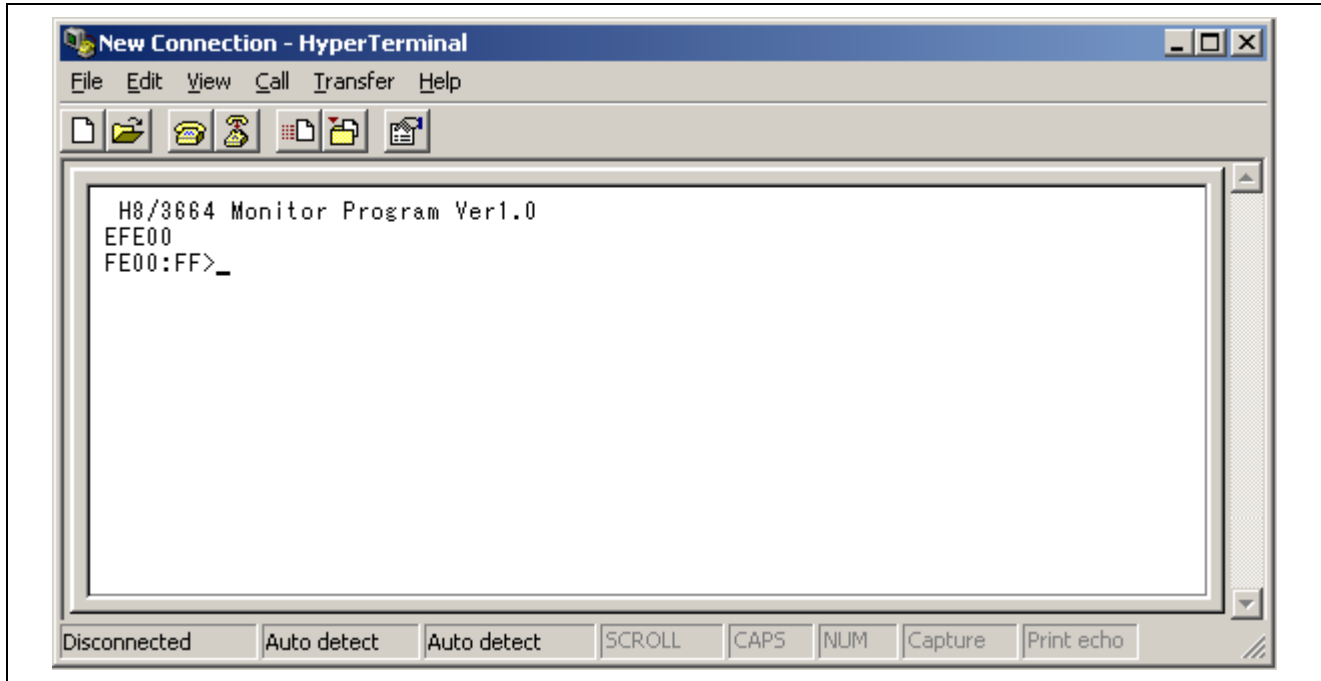 New Connection - HyperTerminal
File Edit View Call Transfer Help
H8/3664 Monitor Program Ver1.0
EFE00
FE00:FF>_
Disconnected Auto detect Auto detect SCROLL CAPS NUM Capture Print echo